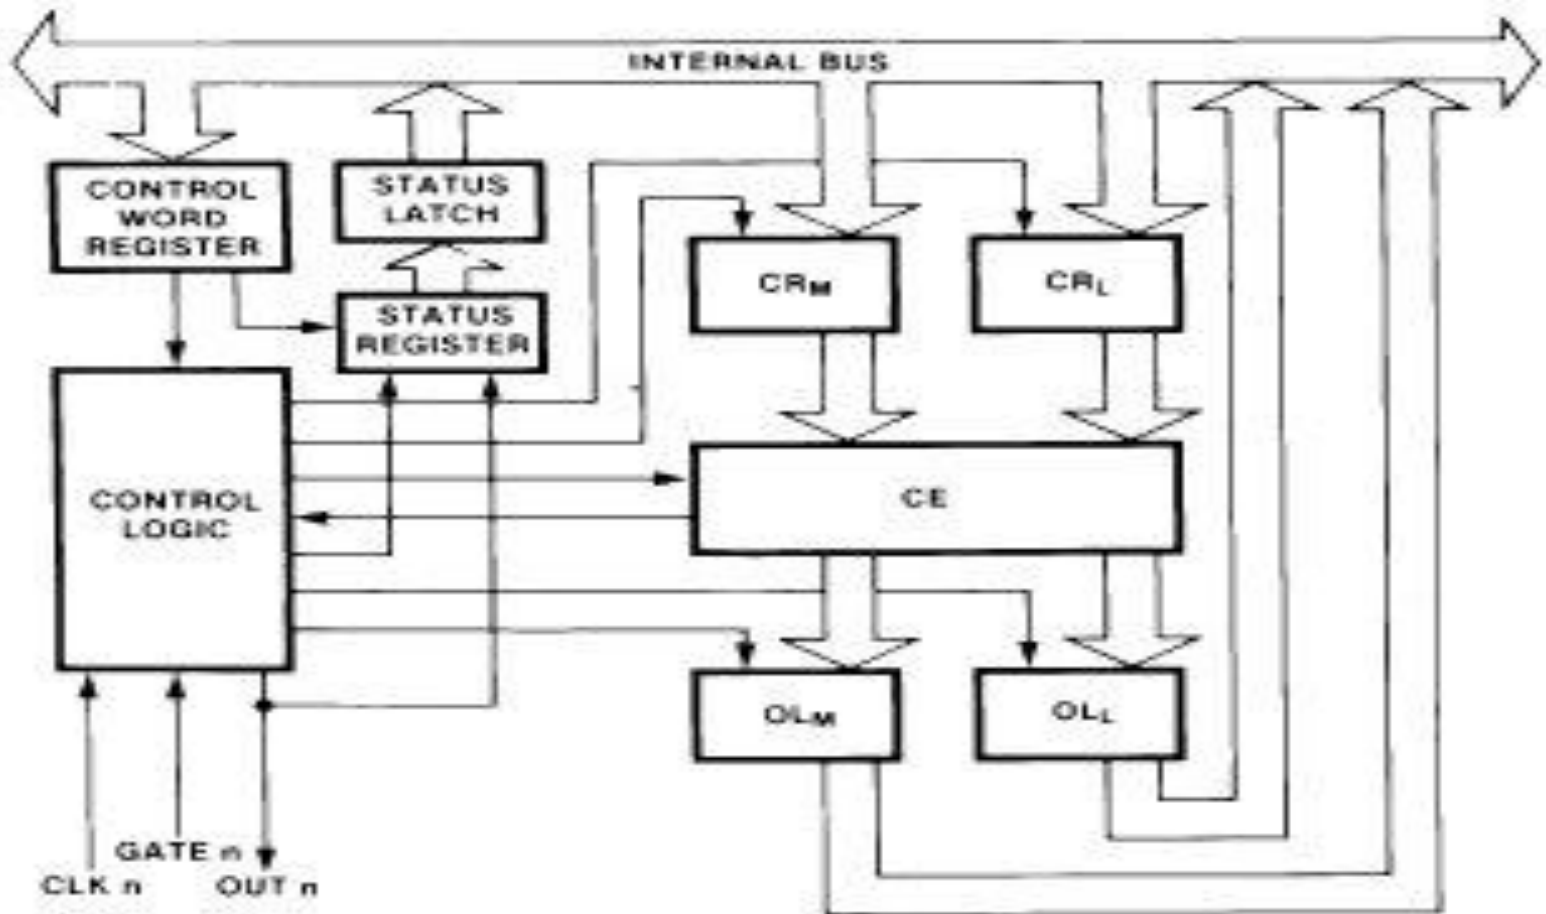 INTERNAL BUS
CONTROL
WORD
REGISTER
STATUS
LATCH
STATUS
REGISTER
CRM
CRL
CONTROL
LOGIC
CE
OLM
OLL
GATE n
CLK n
OUT n